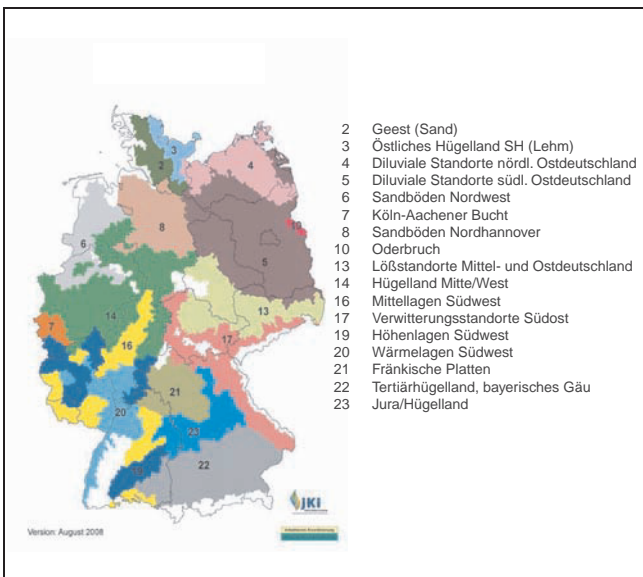 2 Geest (Sand)
3 Östliches Hügelland SH (Lehm)
4 Diluviale Standorte nördl. Ostdeutschland
5 Diluviale Standorte südl. Ostdeutschland
6 Sandböden Nordwest
7 Köln-Aachener Bucht
8 Sandböden Nordhannover
10 Oderbruch
13 Lößstandorte Mittel- und Ostdeutschland
14 Hügelland Mitte/West
16 Mittellagen Südwest
17 Verwitterungsstandorte Südost
19 Höhenlagen Südwest
20 Wärmelagen Südwest
21 Fränkische Platten
22 Tertiärhügelland, bayerisches Gäu
23 Jura/Hügelland
3
2
4
8
6
5
13
14
7
16
17
21
20
23
22
JKI
Version: August 2008